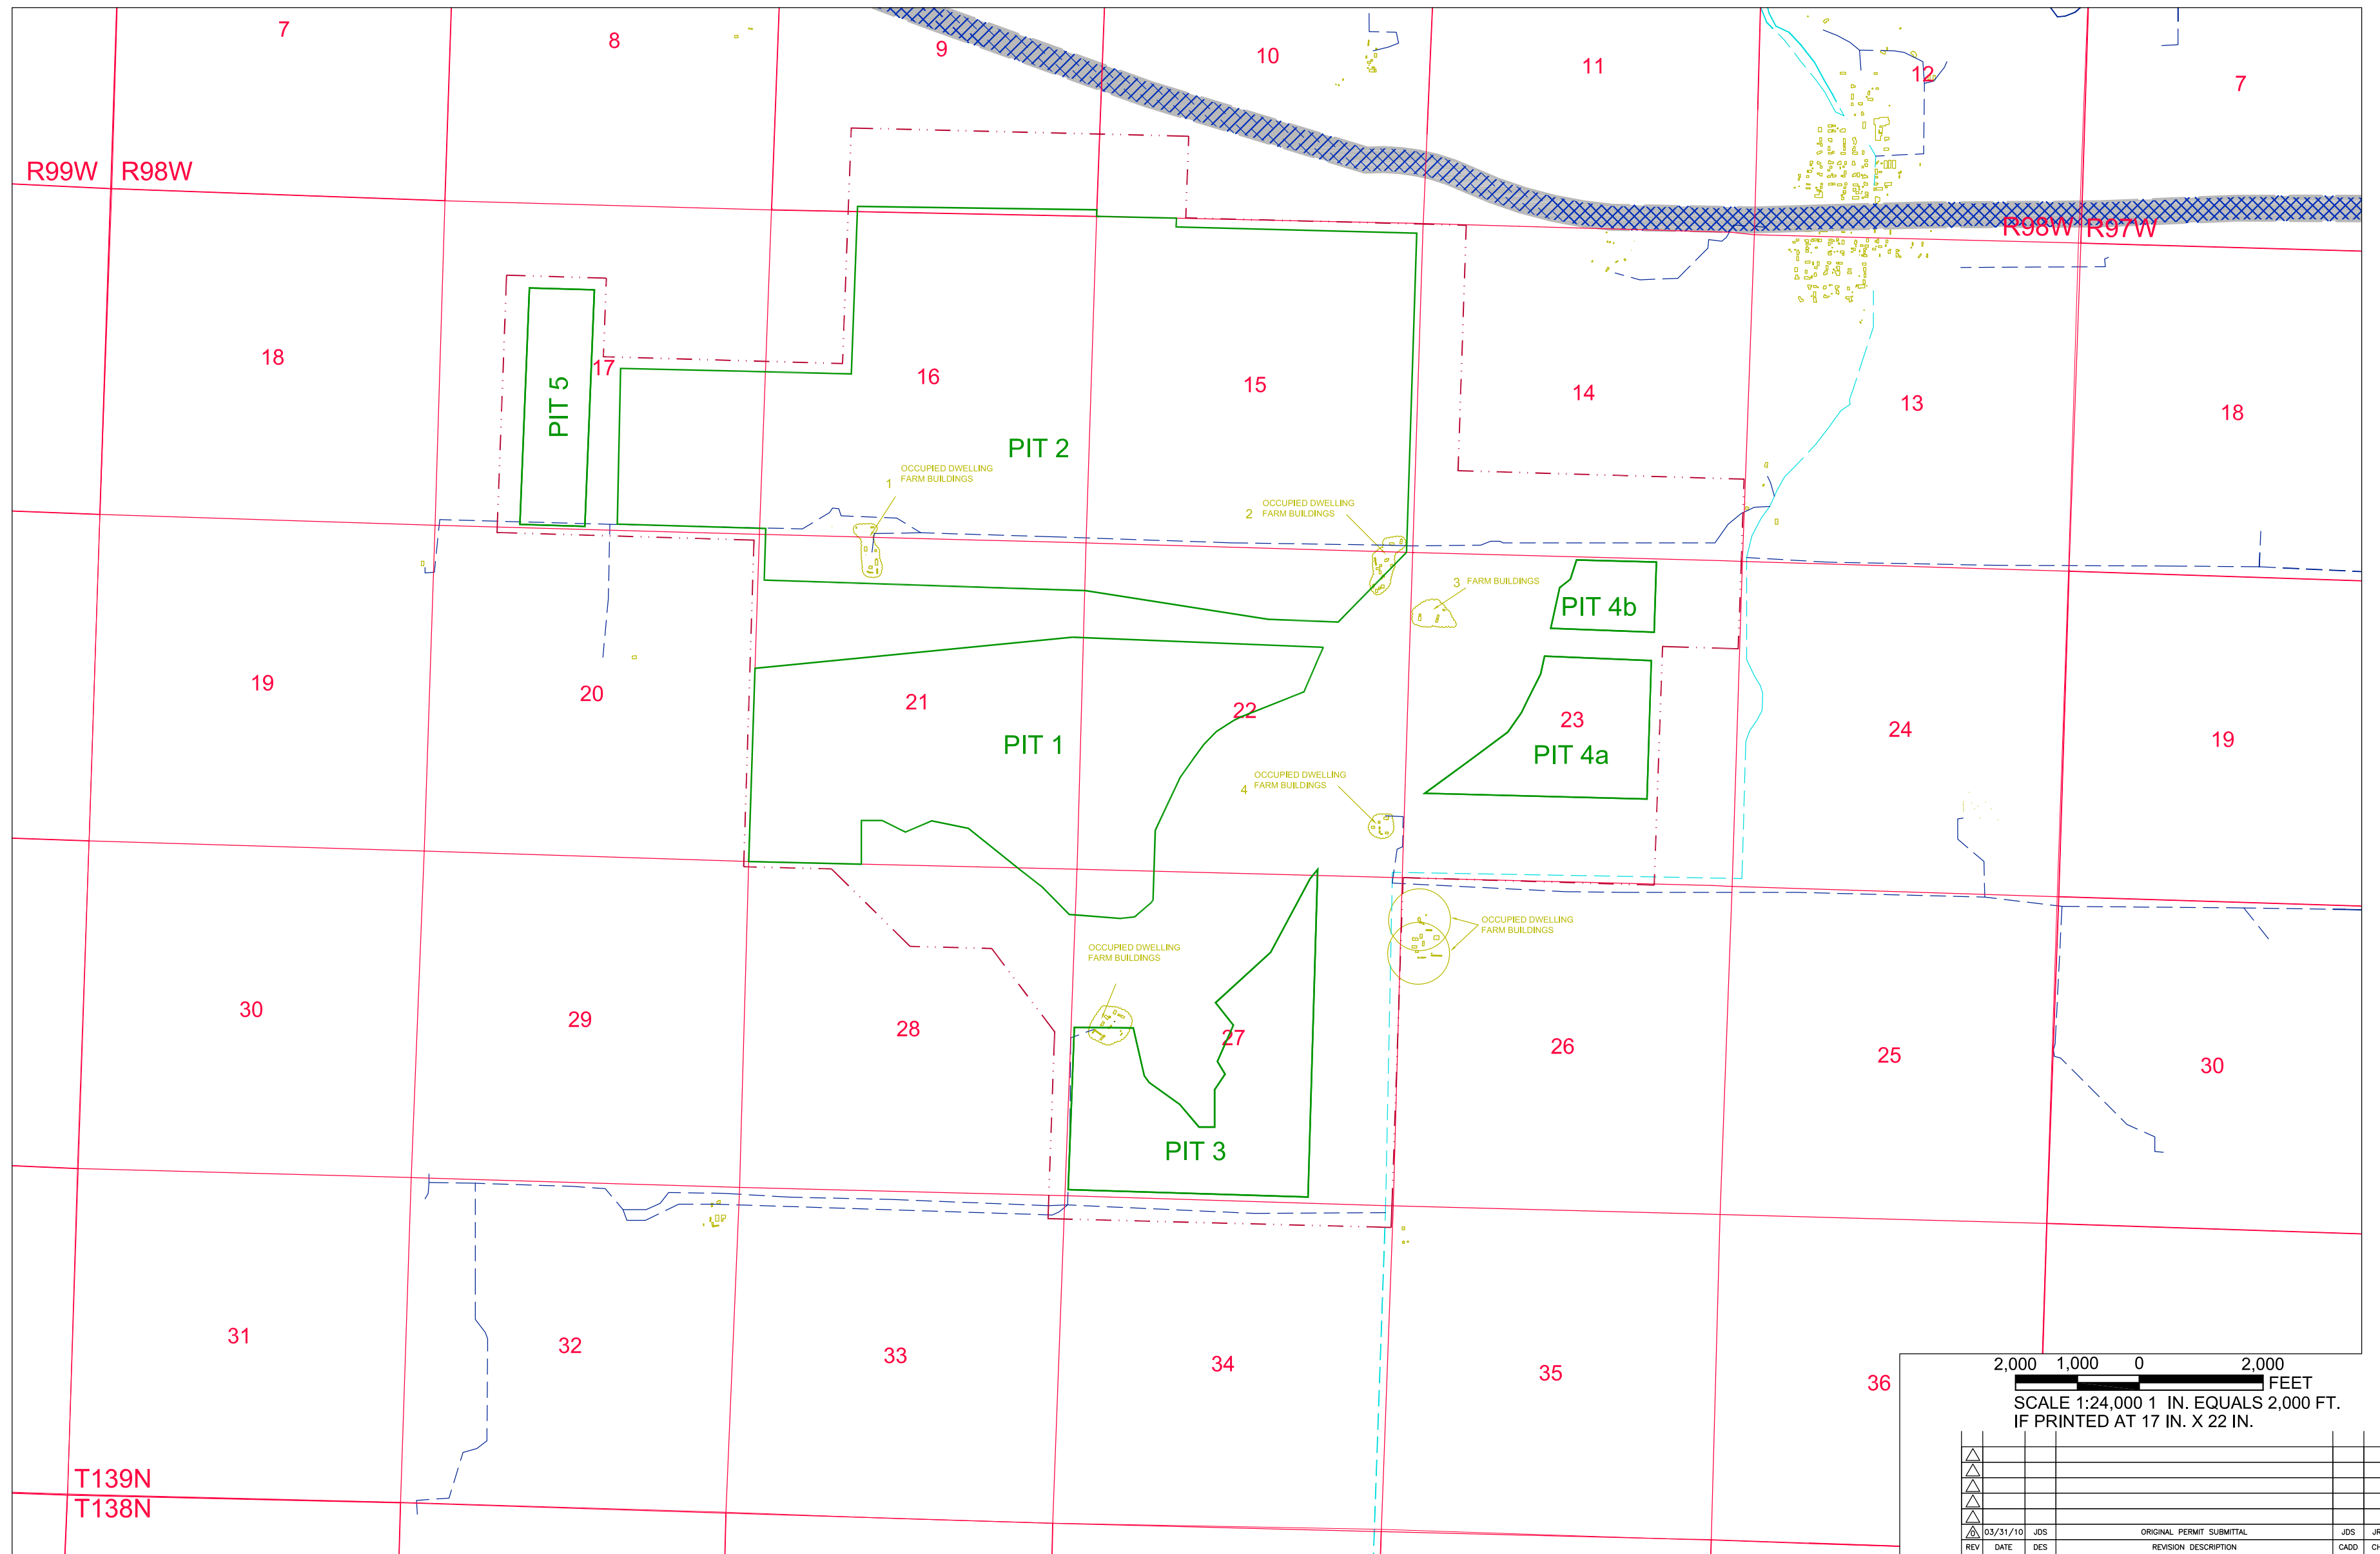 7
8
9
10
11
12
7
R99W R98W
R98W R97W
18
17
16
15
14
13
18
PIT 5
PIT 2
1 OCCUPIED DWELLING
FARM BUILDINGS
2 OCCUPIED DWELLING
FARM BUILDINGS
3 FARM BUILDINGS
PIT 4b
19
20
21
22
23
24
19
PIT 1
PIT 4a
4 OCCUPIED DWELLING
FARM BUILDINGS
OCCUPIED DWELLING
FARM BUILDINGS
OCCUPIED DWELLING
FARM BUILDINGS
30
29
28
27
26
25
30
PIT 3
31
32
33
34
35
36
T139N
T138N
2,000 1,000 0 2,000
FEET
SCALE 1:24,000 1 IN. EQUALS 2,000 FT.
IF PRINTED AT 17 IN. X 22 IN.
0 03/31/10 JDS ORIGINAL PERMIT SUBMITTAL JDS
REV DATE DES REVISION DESCRIPTION CADD